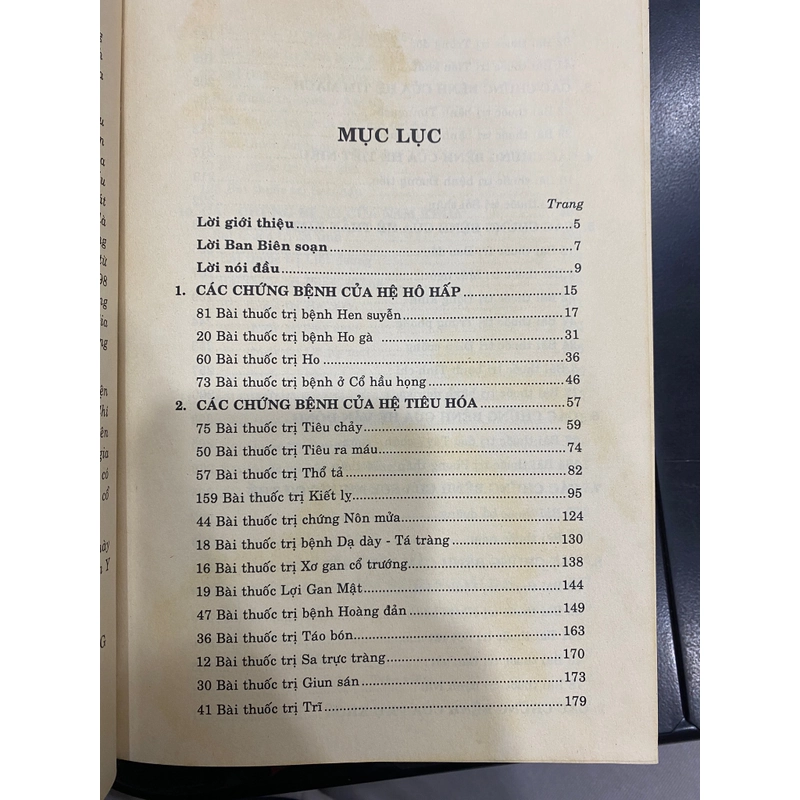 MỤC LỤC
Trang
Lời giới thiệu ..... 5
Lời Ban Biên soạn ..... 7
Lời nói đầu ..... 9
1. CÁC CHỨNG BỆNH CỦA HỆ HÔ HẤP ..... 15
81 Bài thuốc trị bệnh Hen suyễn ..... 17
20 Bài thuốc trị bệnh Ho gà ..... 31
60 Bài thuốc trị Ho ..... 36
73 Bài thuốc trị bệnh ở Cổ hầu họng ..... 46
2. CÁC CHỨNG BỆNH CỦA HỆ TIÊU HÓA ..... 57
75 Bài thuốc trị Tiêu chảy ..... 59
50 Bài thuốc trị Tiêu ra máu ..... 74
57 Bài thuốc trị Thổ tả ..... 82
159 Bài thuốc trị Kiết lỵ ..... 95
44 Bài thuốc trị chứng Nôn mửa ..... 124
18 Bài thuốc trị bệnh Dạ dày - Tá tràng ..... 130
16 Bài thuốc trị Xơ gan cổ trướng ..... 138
19 Bài thuốc Lợi Gan Mật ..... 144
47 Bài thuốc trị bệnh Hoàng đản ..... 149
36 Bài thuốc trị Táo bón ..... 163
12 Bài thuốc trị Sa trực tràng ..... 170
30 Bài thuốc trị Giun sán ..... 173
41 Bài thuốc trị Trĩ ..... 179